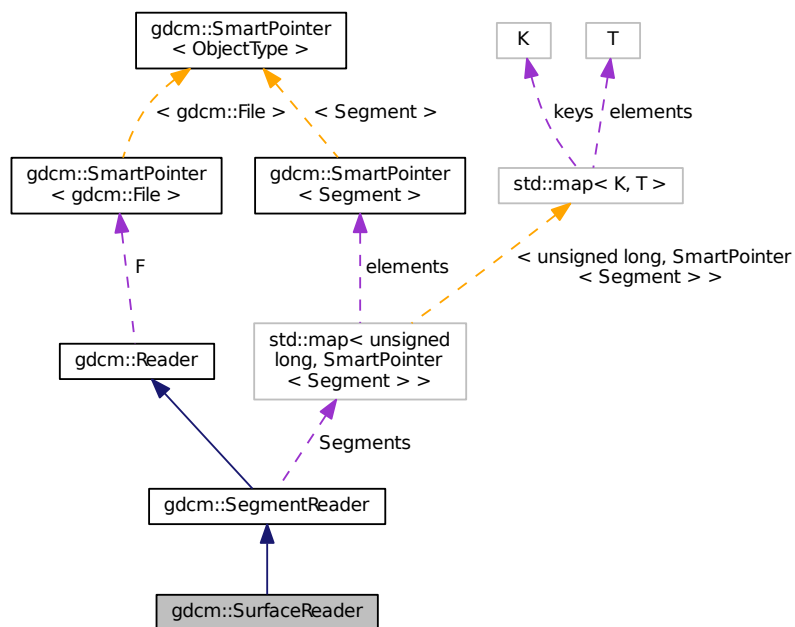 gdcm::SmartPointer
< ObjectType >
K
T
< gdcm::File >
< Segment >
keys
elements
gdcm::SmartPointer
< gdcm::File >
gdcm::SmartPointer
< Segment >
std::map< K, T >
F
elements
< unsigned long, SmartPointer
< Segment > >
gdcm::Reader
std::map< unsigned
long, SmartPointer
< Segment > >
Segments
gdcm::SegmentReader
gdcm::SurfaceReader